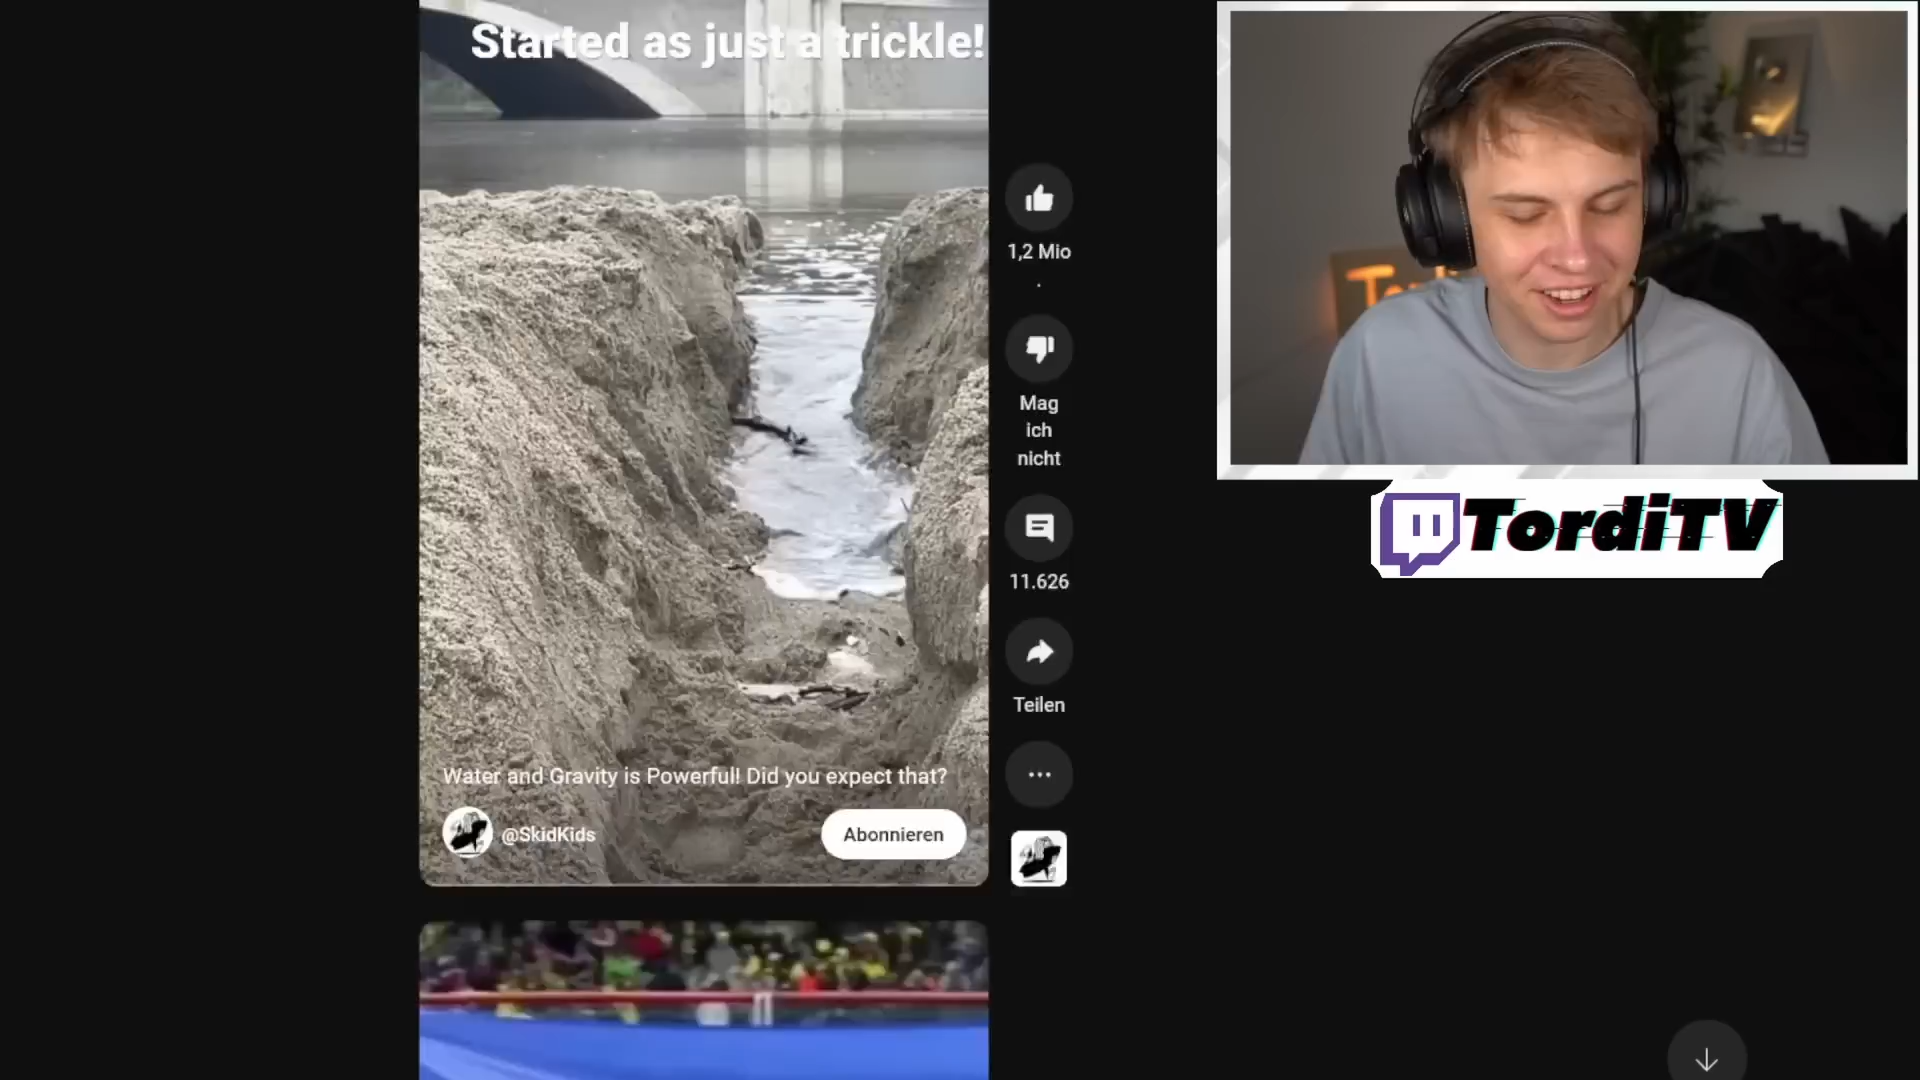 Started as just a trickle!
1,2 Mio
.
Mag
ich
nicht
11.626
Teilen
Water and Gravity is Powerful! Did you expect that?
@SkidKids
Abonnieren
TordiTV